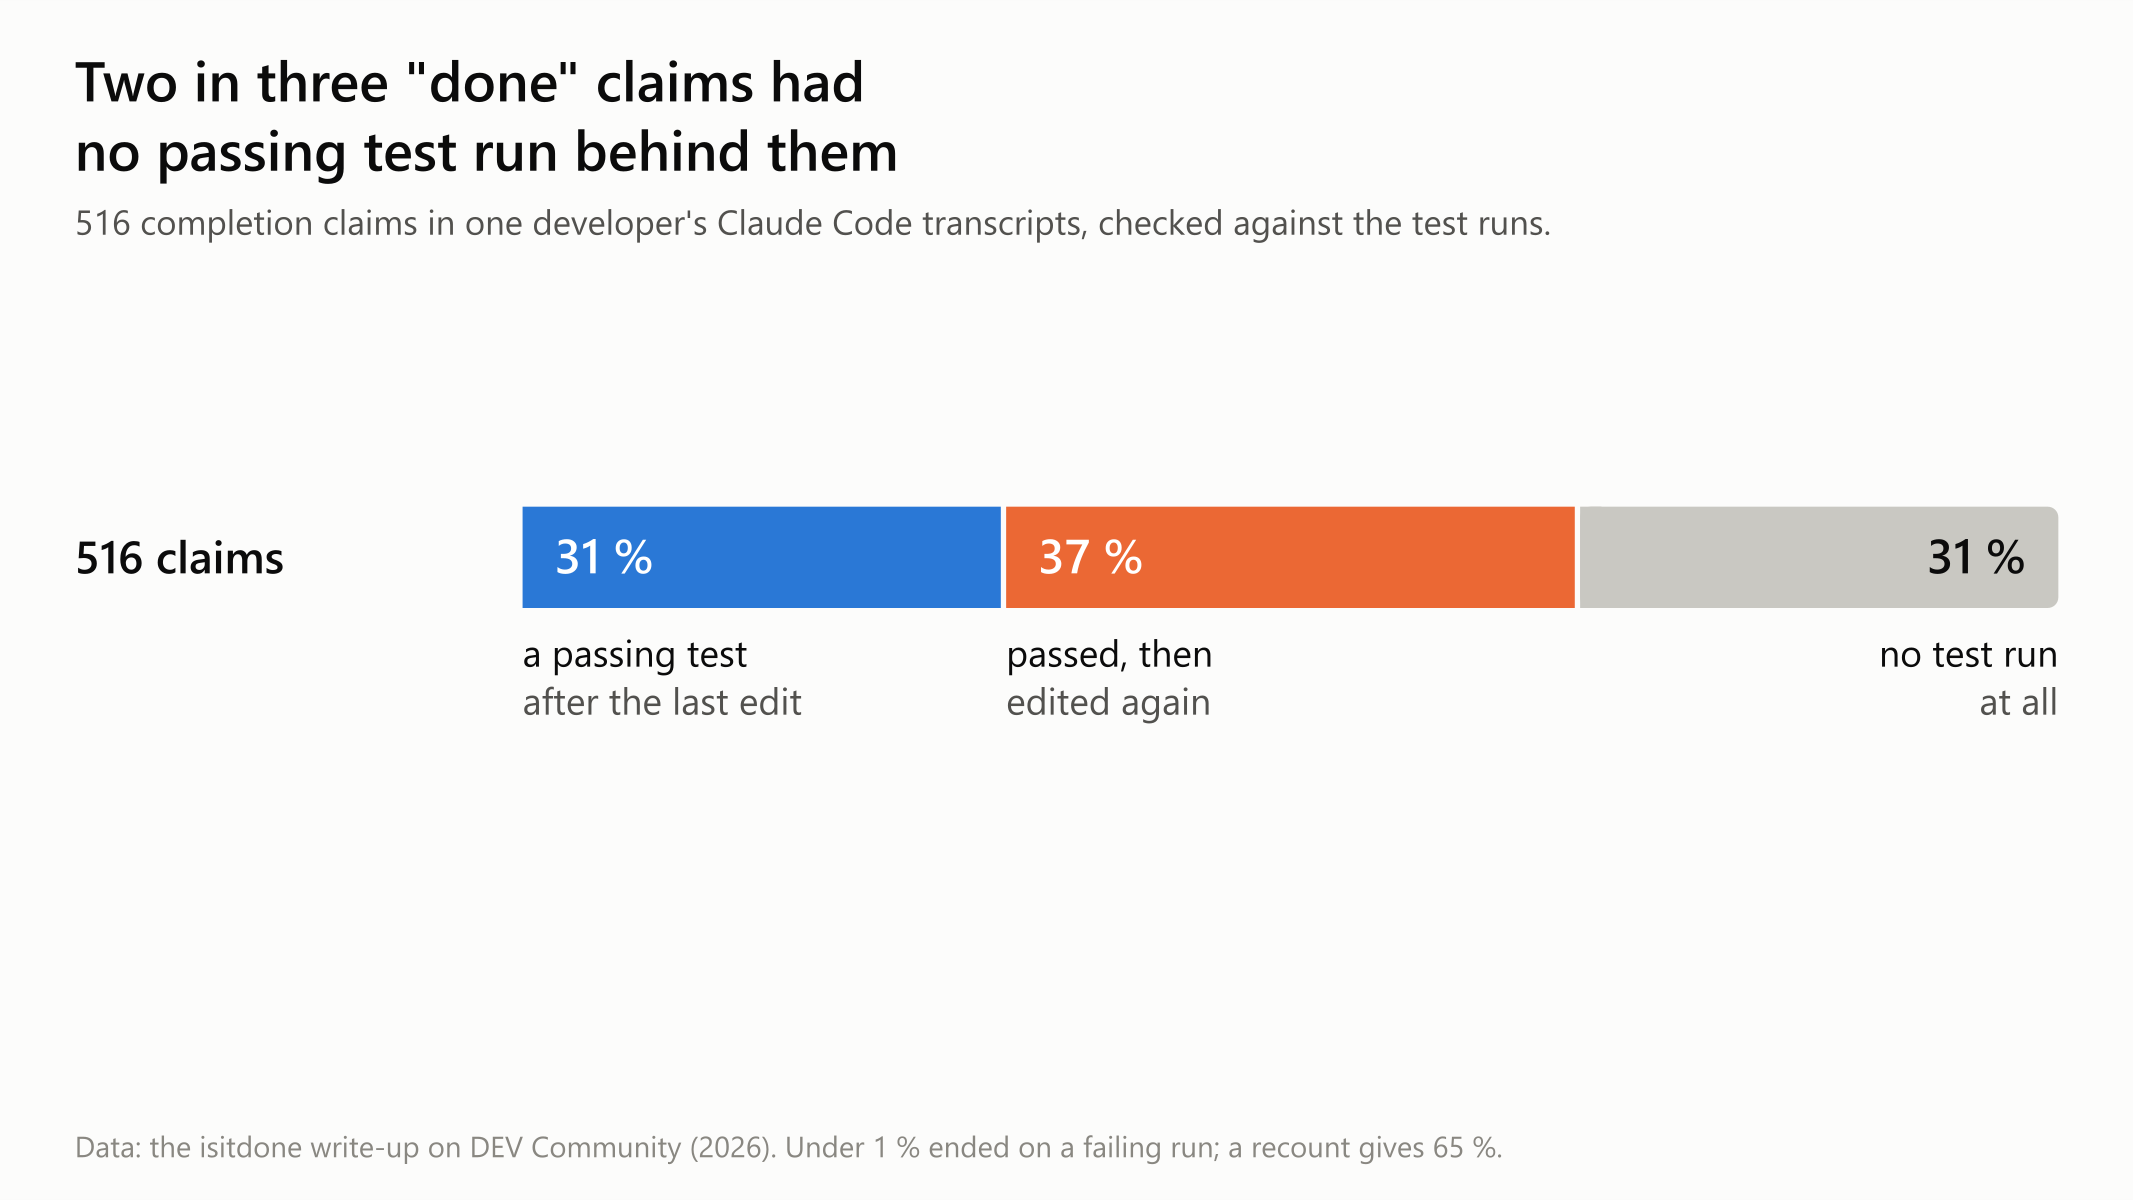 Two in three "done" claims had
no passing test run behind them
516 completion claims in one developer's Claude Code transcripts, checked against the test runs.
516 claims
31 %
37 %
31 %
a passing test
after the last edit
passed, then
edited again
no test run
at all
Data: the isitdone write-up on DEV Community (2026). Under 1 % ended on a failing run; a recount gives 65 %.